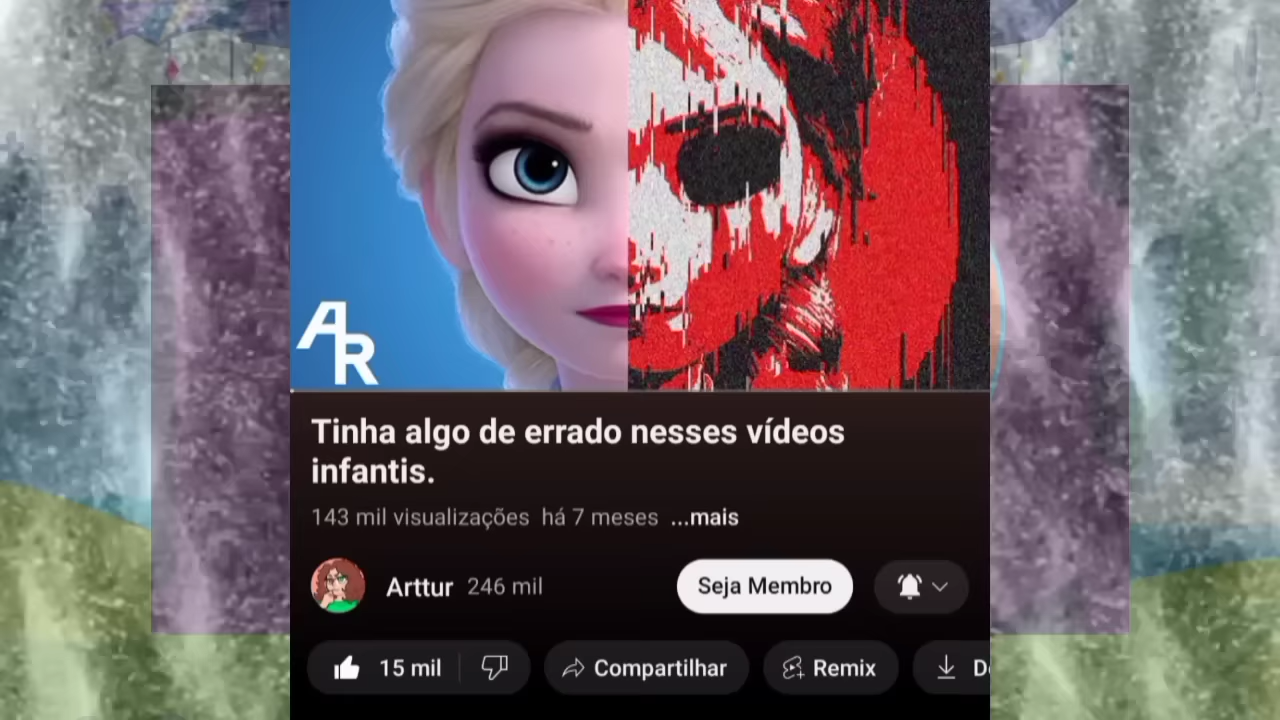 AR
Tinha algo de errado nesses vídeos
infantis.
143 mil visualizações há 7 meses ...mais
Arttur 246 mil Seja Membro
15 mil Compartilhar Remix D